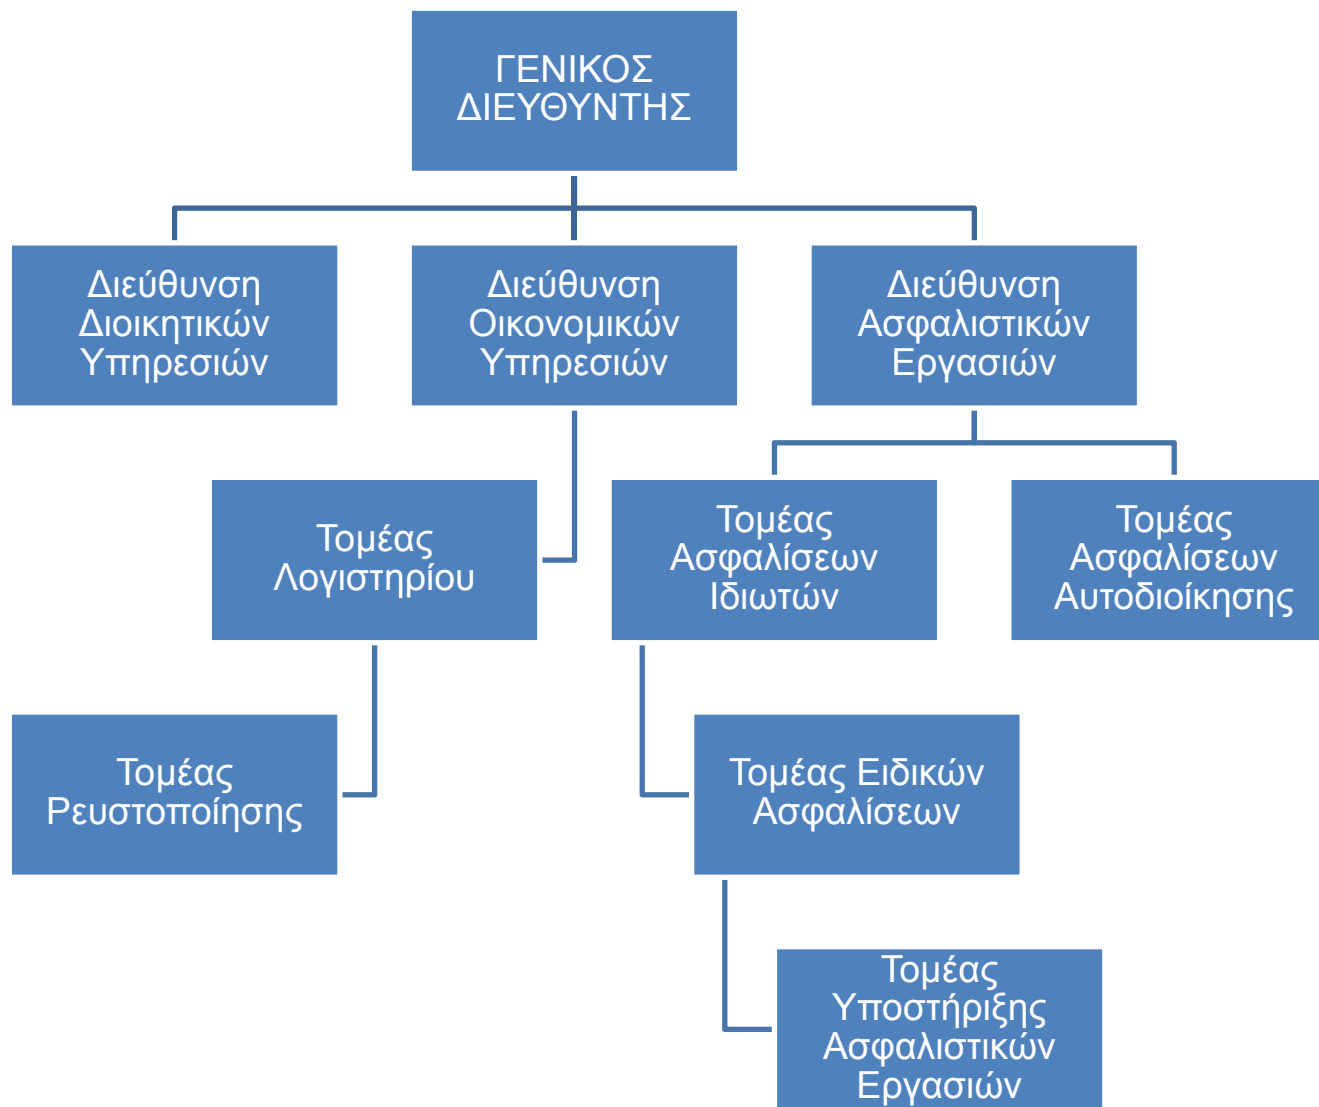 ΓΕΝΙΚΟΣ
ΔΙΕΥΘΥΝΤΗΣ
Διεύθυνση
Διοικητικών
Υπηρεσιών
Διεύθυνση
Οικονομικών
Υπηρεσιών
Διεύθυνση
Ασφαλιστικών
Εργασιών
Τομέας
Λογιστηρίου
Τομέας
Ασφαλίσεων
Ιδιωτών
Τομέας
Ασφαλίσεων
Αυτοδιοίκησης
Τομέας
Ρευστοποίησης
Τομέας Ειδικών
Ασφαλίσεων
Τομέας
Υποστήριξης
Ασφαλιστικών
Εργασιών